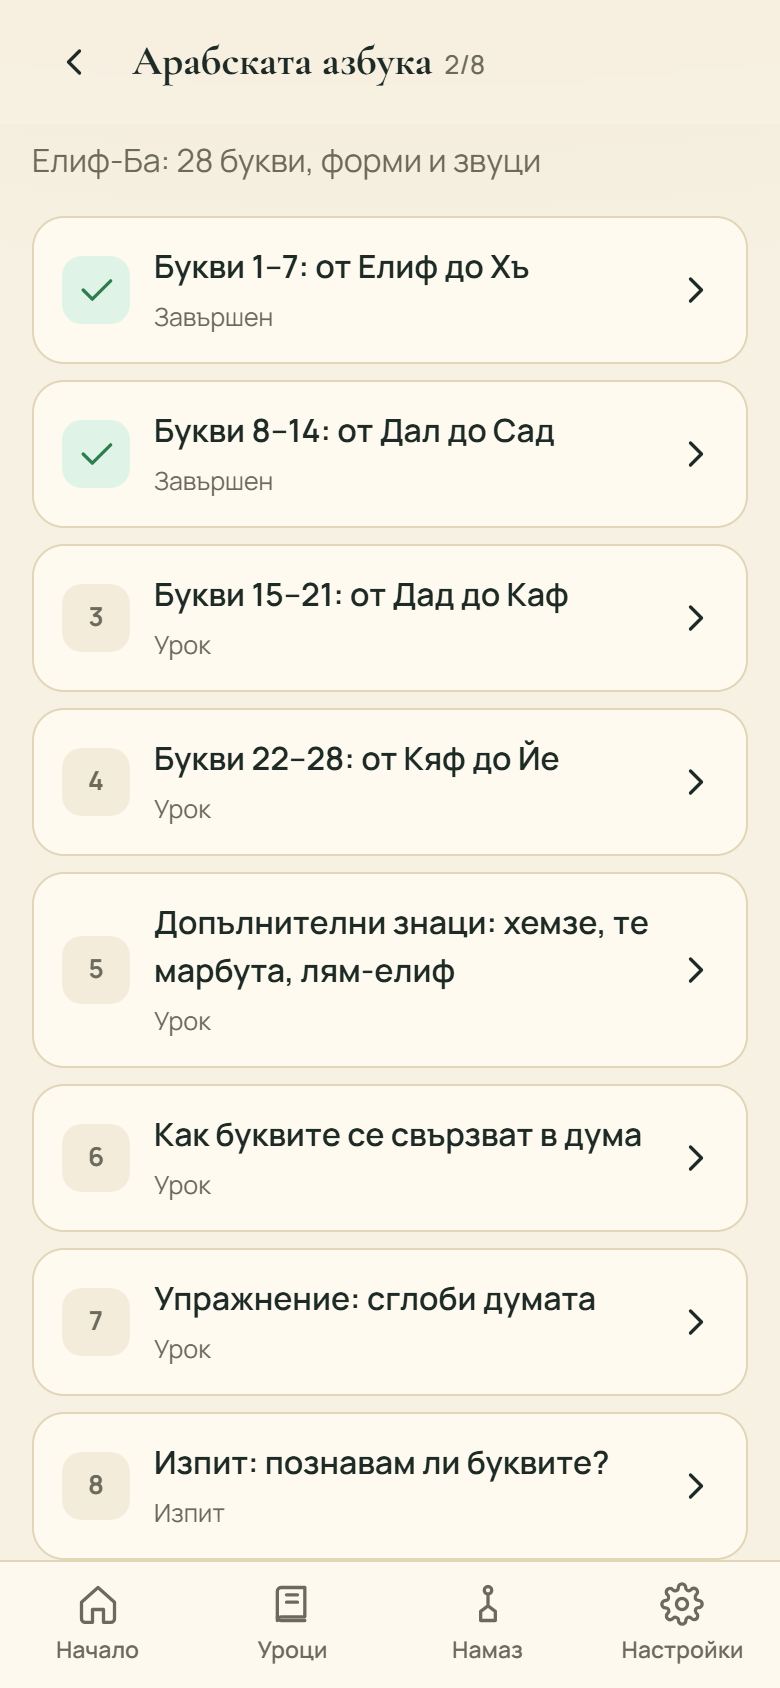 Арабската азбука 2/8
Елиф-Ба: 28 букви, форми и звуци
Букви 1–7: от Елиф до Хъ
Завършен
Букви 8–14: от Дал до Сад
Завършен
3
Букви 15–21: от Дад до Каф
Урок
4
Букви 22–28: от Кяф до Йе
Урок
5
Допълнителни знаци: хемзе, те
марбута, лям-елиф
Урок
6
Как буквите се свързват в дума
Урок
7
Упражнение: сглоби думата
Урок
8
Изпит: познавам ли буквите?
Изпит
Начало Уроци Намаз Настройки